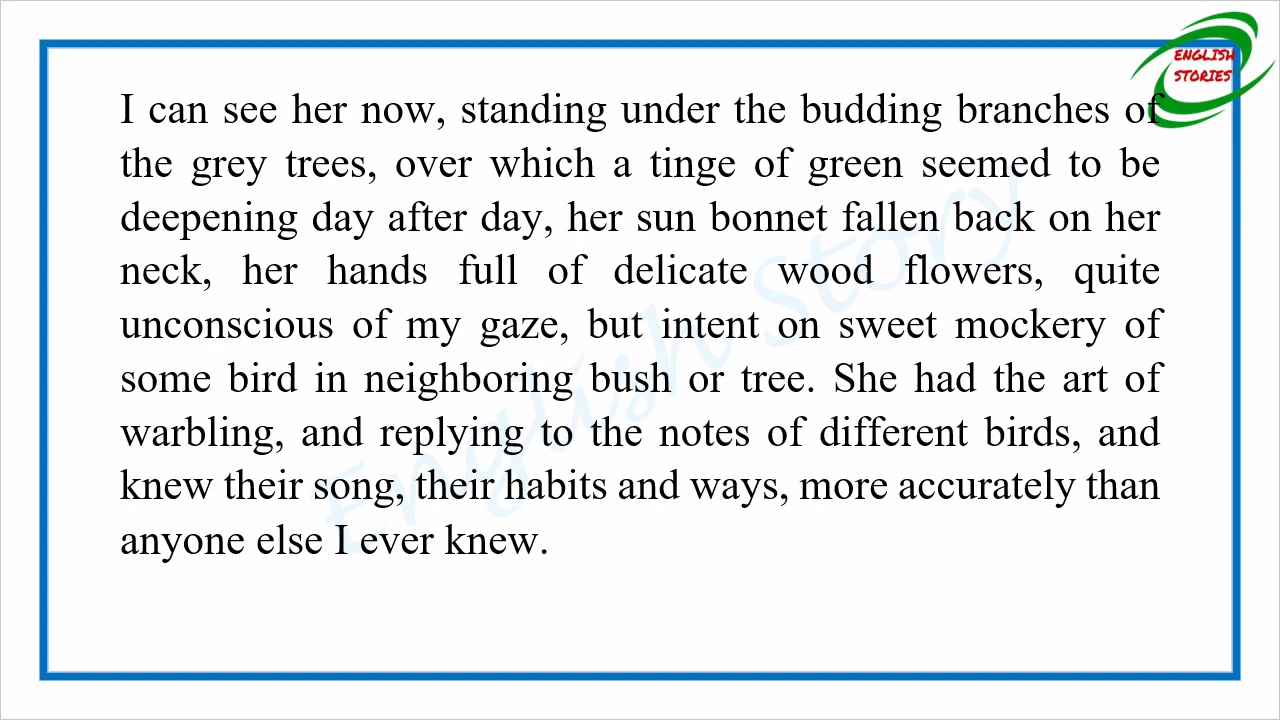 ENGLISH
STORIES
I can see her now, standing under the budding branches of
the grey trees, over which a tinge of green seemed to be
deepening day after day, her sun bonnet fallen back on her
neck, her hands full of delicate wood flowers, quite
unconscious of my gaze, but intent on sweet mockery of
some bird in neighboring bush or tree. She had the art of
warbling, and replying to the notes of different birds, and
knew their song, their habits and ways, more accurately than
anyone else I ever knew.
English Story